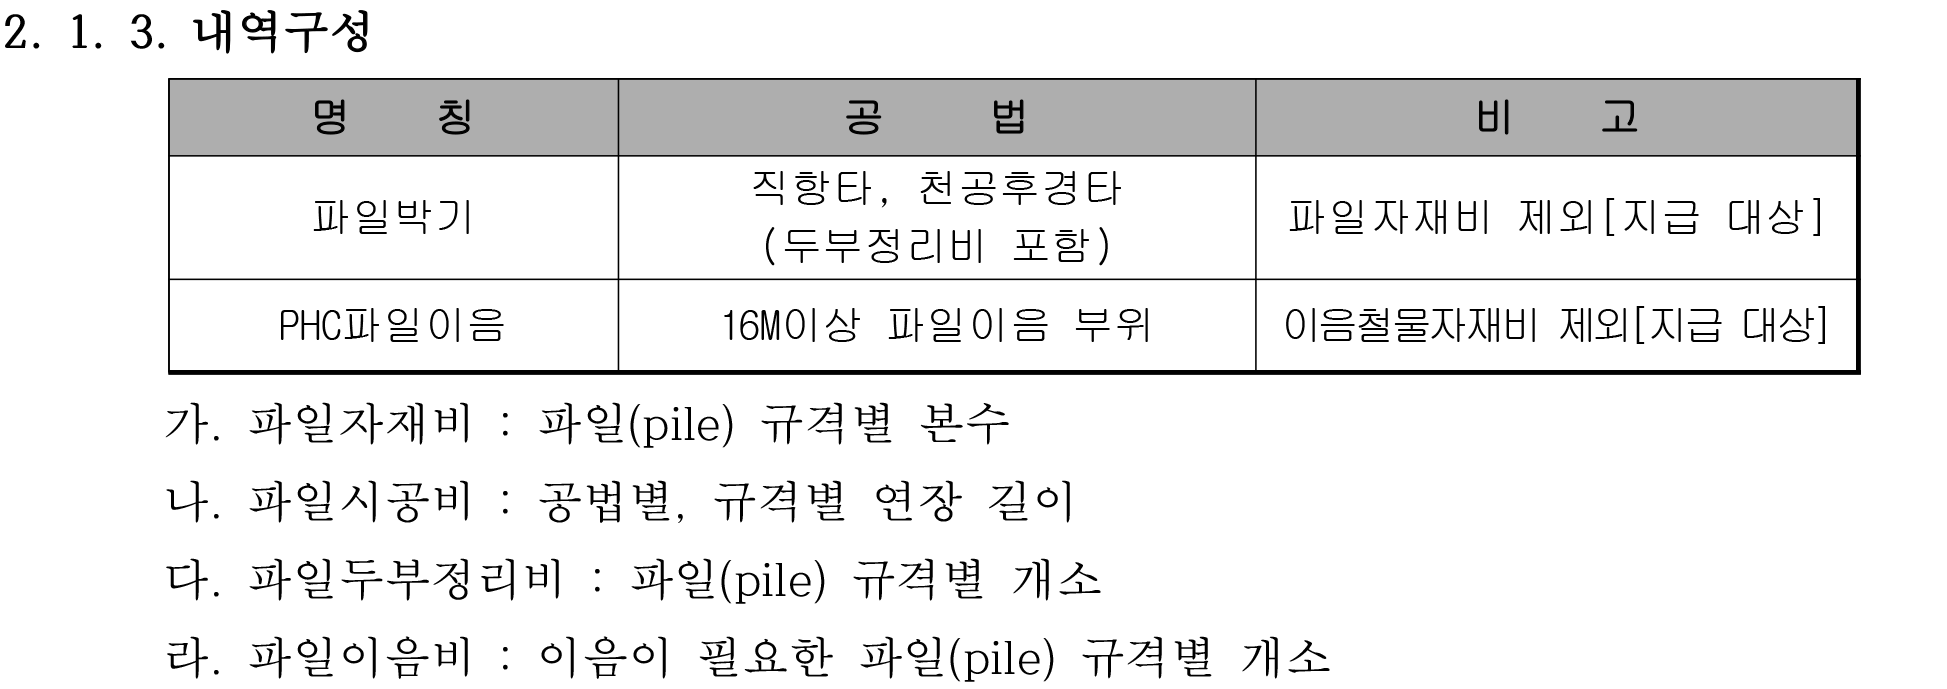 2. 1. 3. 내역구성
명 칭 공 법 비 고
파일박기 직항타, 천공후경타 (두부정리비 포함) 파일자재비 제외[지급 대상]
PHC파일이음 16M이상 파일이음 부위 이음철물자재비 제외[지급 대상]
가. 파일자재비 : 파일(pile) 규격별 본수
나. 파일시공비 : 공법별, 규격별 연장 길이
다. 파일두부정리비 : 파일(pile) 규격별 개소
라. 파일이음비 : 이음이 필요한 파일(pile) 규격별 개소